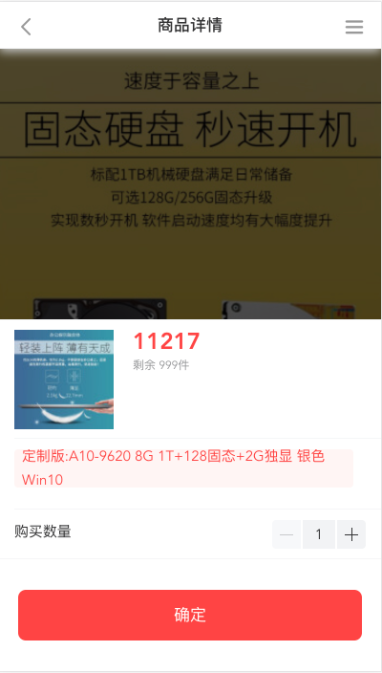 商品详情
速度于容量之上
固态硬盘 秒速开机
标配1TB机械硬盘满足日常储备
可选128G/256G固态升级
实现数秒开机 软件启动速度均有大幅度提升
轻装上阵 薄有天成
11217
剩余 999件
定制版:A10-9620 8G 1T+128固态+2G独显 银色
Win10
购买数量
1
确定